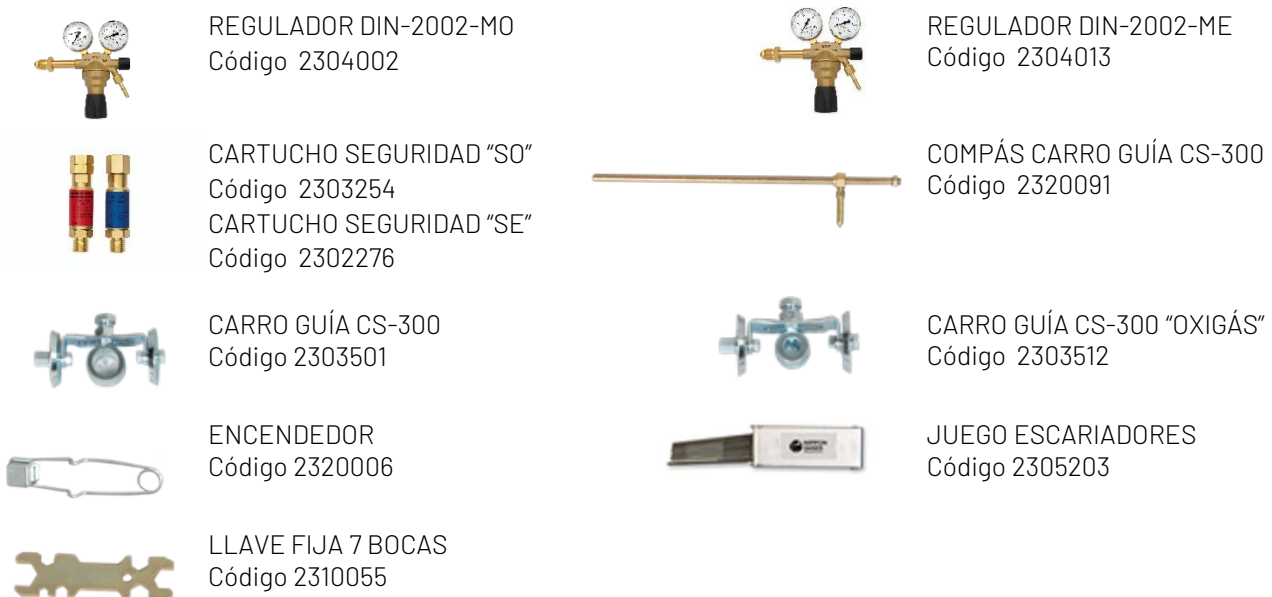 REGULADOR DIN-2002-MO
Código 2304002
REGULADOR DIN-2002-ME
Código 2304013
CARTUCHO SEGURIDAD “SO”
Código 2303254
CARTUCHO SEGURIDAD “SE”
Código 2302276
COMPÁS CARRO GUÍA CS-300
Código 2320091
CARRO GUÍA CS-300
Código 2303501
CARRO GUÍA CS-300 “OXIGÁS”
Código 2303512
ENCENDEDOR
Código 2320006
NIPPON
GASES
JUEGO ESCARIADORES
Código 2305203
LLAVE FIJA 7 BOCAS
Código 2310055